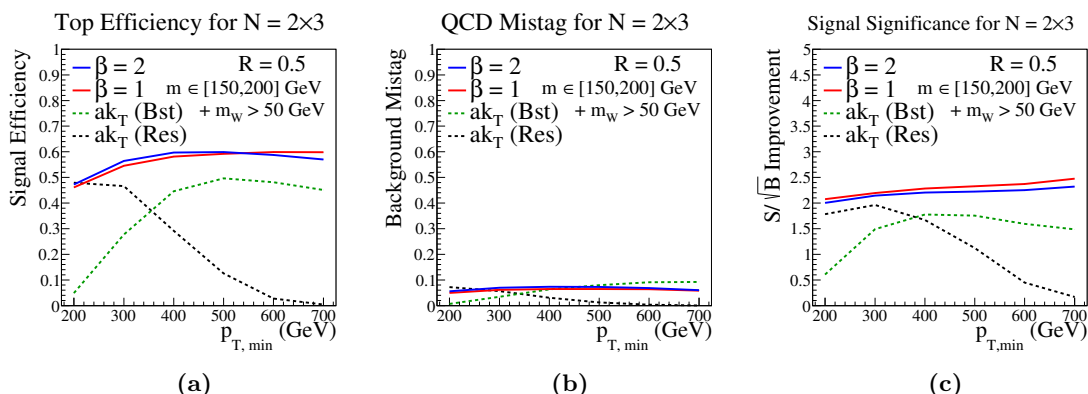 Top Efficiency for N = 2×3
Signal Efficiency
1
0.9
0.8
0.7
0.6
0.5
0.4
0.3
0.2
0.1
0
β = 2
β = 1
ak_T (Bst)
ak_T (Res)
R = 0.5
m ∈ [150,200] GeV
+ m_W > 50 GeV
200 300 400 500 600 700
p_T, min (GeV)
(a)
QCD Mistag for N = 2×3
Background Mistag
1
0.9
0.8
0.7
0.6
0.5
0.4
0.3
0.2
0.1
0
β = 2
β = 1
ak_T (Bst)
ak_T (Res)
R = 0.5
m ∈ [150,200] GeV
+ m_W > 50 GeV
200 300 400 500 600 700
p_T, min (GeV)
(b)
Signal Significance for N = 2×3
S/√B Improvement
5
4.5
4
3.5
3
2.5
2
1.5
1
0.5
0
β = 2
β = 1
ak_T (Bst)
ak_T (Res)
R = 0.5
m ∈ [150,200] GeV
+ m_W > 50 GeV
200 300 400 500 600 700
p_T,min (GeV)
(c)